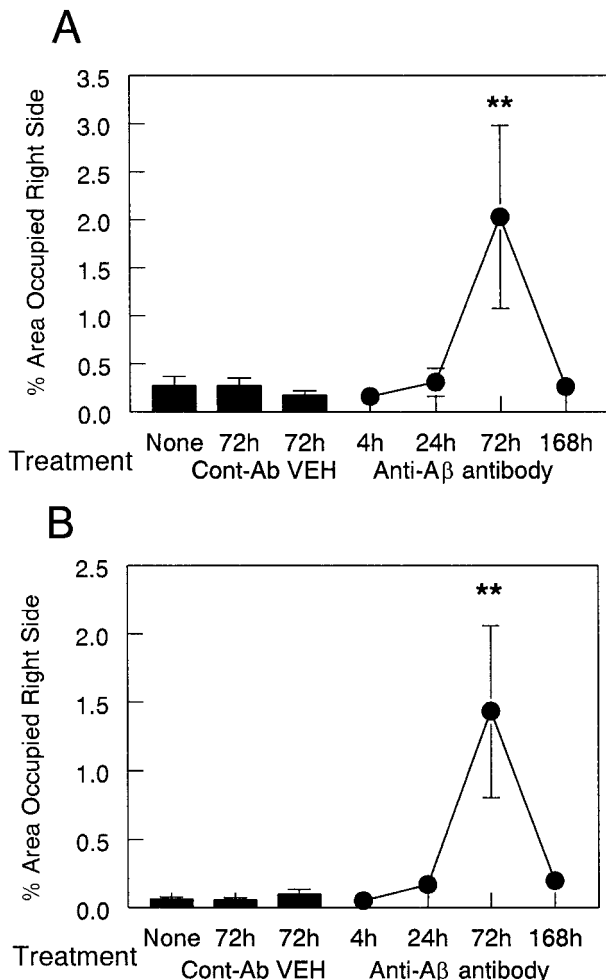 A
% Area Occupied Right Side
3.5
3.0
2.5
2.0
1.5
1.0
0.5
0.0
**
None 72h 72h 4h 24h 72h 168h
Treatment Cont-Ab VEH Anti-Aβ antibody
B
% Area Occupied Right Side
2.5
2.0
1.5
1.0
0.5
0.0
**
None 72h 72h 4h 24h 72h 168h
Treatment Cont-Ab VEH Anti-Aβ antibody